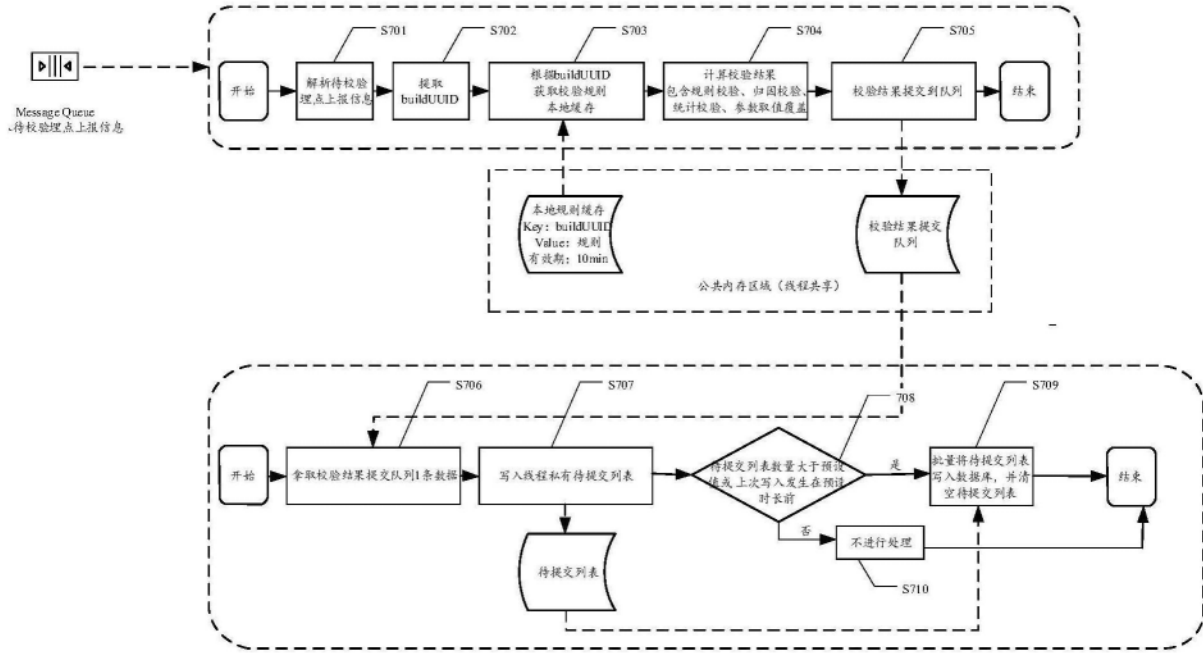 S701
S702
S703
S704
S705
开始
解析待校验
埋点上报信息
提取
buildUUID
根据buildUUID
获取校验规则
本地缓存
计算校验结果
包含规则校验、归因校验、
统计校验、参数取值覆盖
校验结果提交到队列
结束
Message Queue
待校验埋点上报信息
本地规则缓存
Key: buildUUID
Value: 规则
有效期: 10min
校验结果提交
队列
公共内存区域（线程共享）
S706
S707
708
S709
开始
拿取校验结果提交队列1条数据
写入线程私有待提交列表
待提交列表数量大于预设
值或上次写入发生在预设
时长前
是
批量将待提交列表
写入数据库，并清
空待提交列表
结束
否
不进行处理
待提交列表
S710